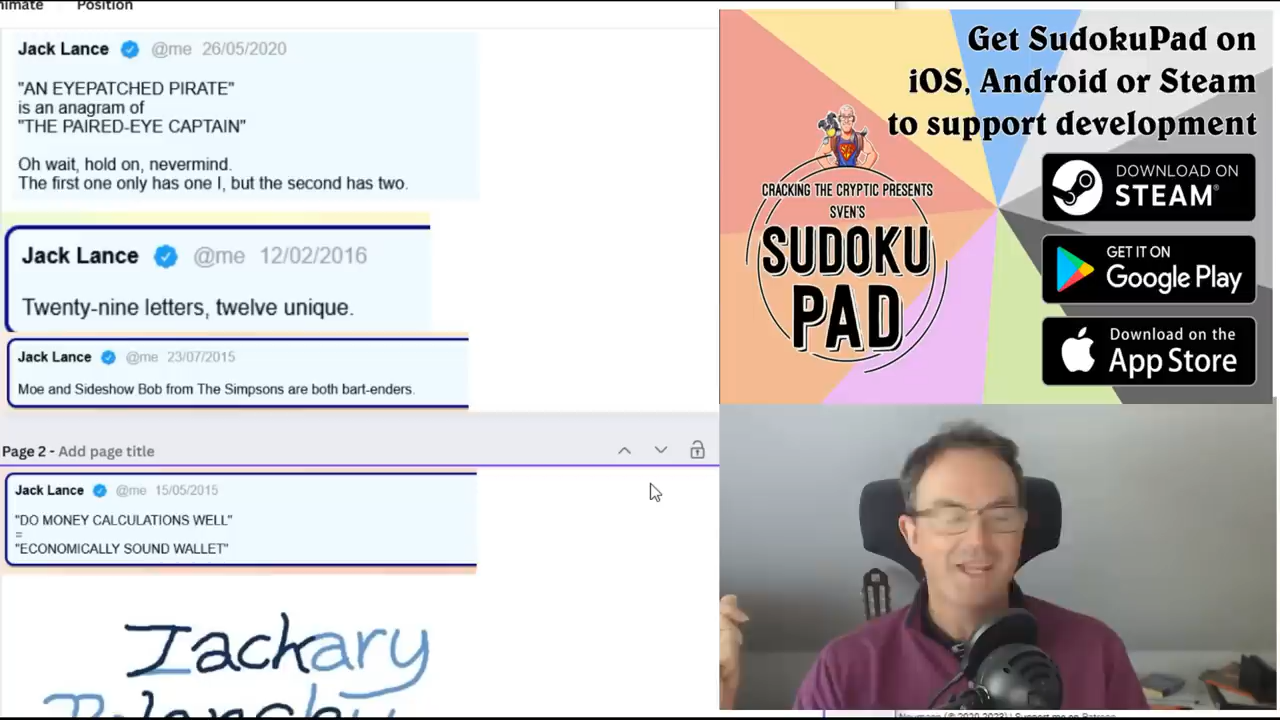 Animate Position
Jack Lance @me 26/05/2020
"AN EYEPATCHED PIRATE"
is an anagram of
"THE PAIRED-EYE CAPTAIN"
Oh wait, hold on, nevermind.
The first one only has one I, but the second has two.
Jack Lance @me 12/02/2016
Twenty-nine letters, twelve unique.
Jack Lance @me 23/07/2015
Moe and Sideshow Bob from The Simpsons are both bart-enders.
Page 2 - Add page title
Jack Lance @me 15/05/2015
"DO MONEY CALCULATIONS WELL"
=
"ECONOMICALLY SOUND WALLET"
Zackary
Get SudokuPad on
iOS, Android or Steam
to support development
CRACKING THE CRYPTIC PRESENTS
SVEN'S
SUDOKU
PAD
DOWNLOAD ON
STEAM®
GET IT ON
Google Play
Download on the
App Store